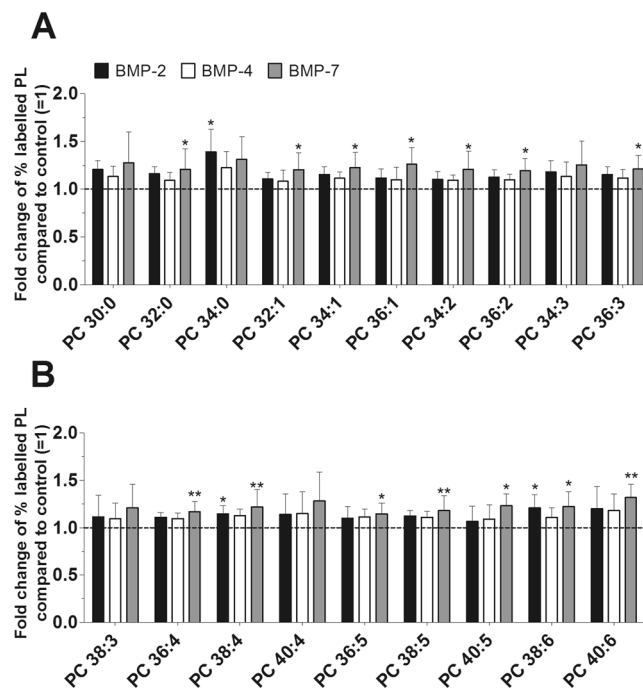 A
BMP-2 BMP-4 BMP-7
Fold change of % labelled PL
compared to control (=1)
2.0
1.5
1.0
0.5
0.0
* * * * * * * *
PC 30:0 PC 32:0 PC 34:0 PC 32:1 PC 34:1 PC 36:1 PC 34:2 PC 36:2 PC 34:3 PC 36:3
B
Fold change of % labelled PL
compared to control (=1)
2.0
1.5
1.0
0.5
0.0
** * ** * ** * * * **
PC 38:3 PC 36:4 PC 38:4 PC 40:4 PC 36:5 PC 38:5 PC 40:5 PC 38:6 PC 40:6